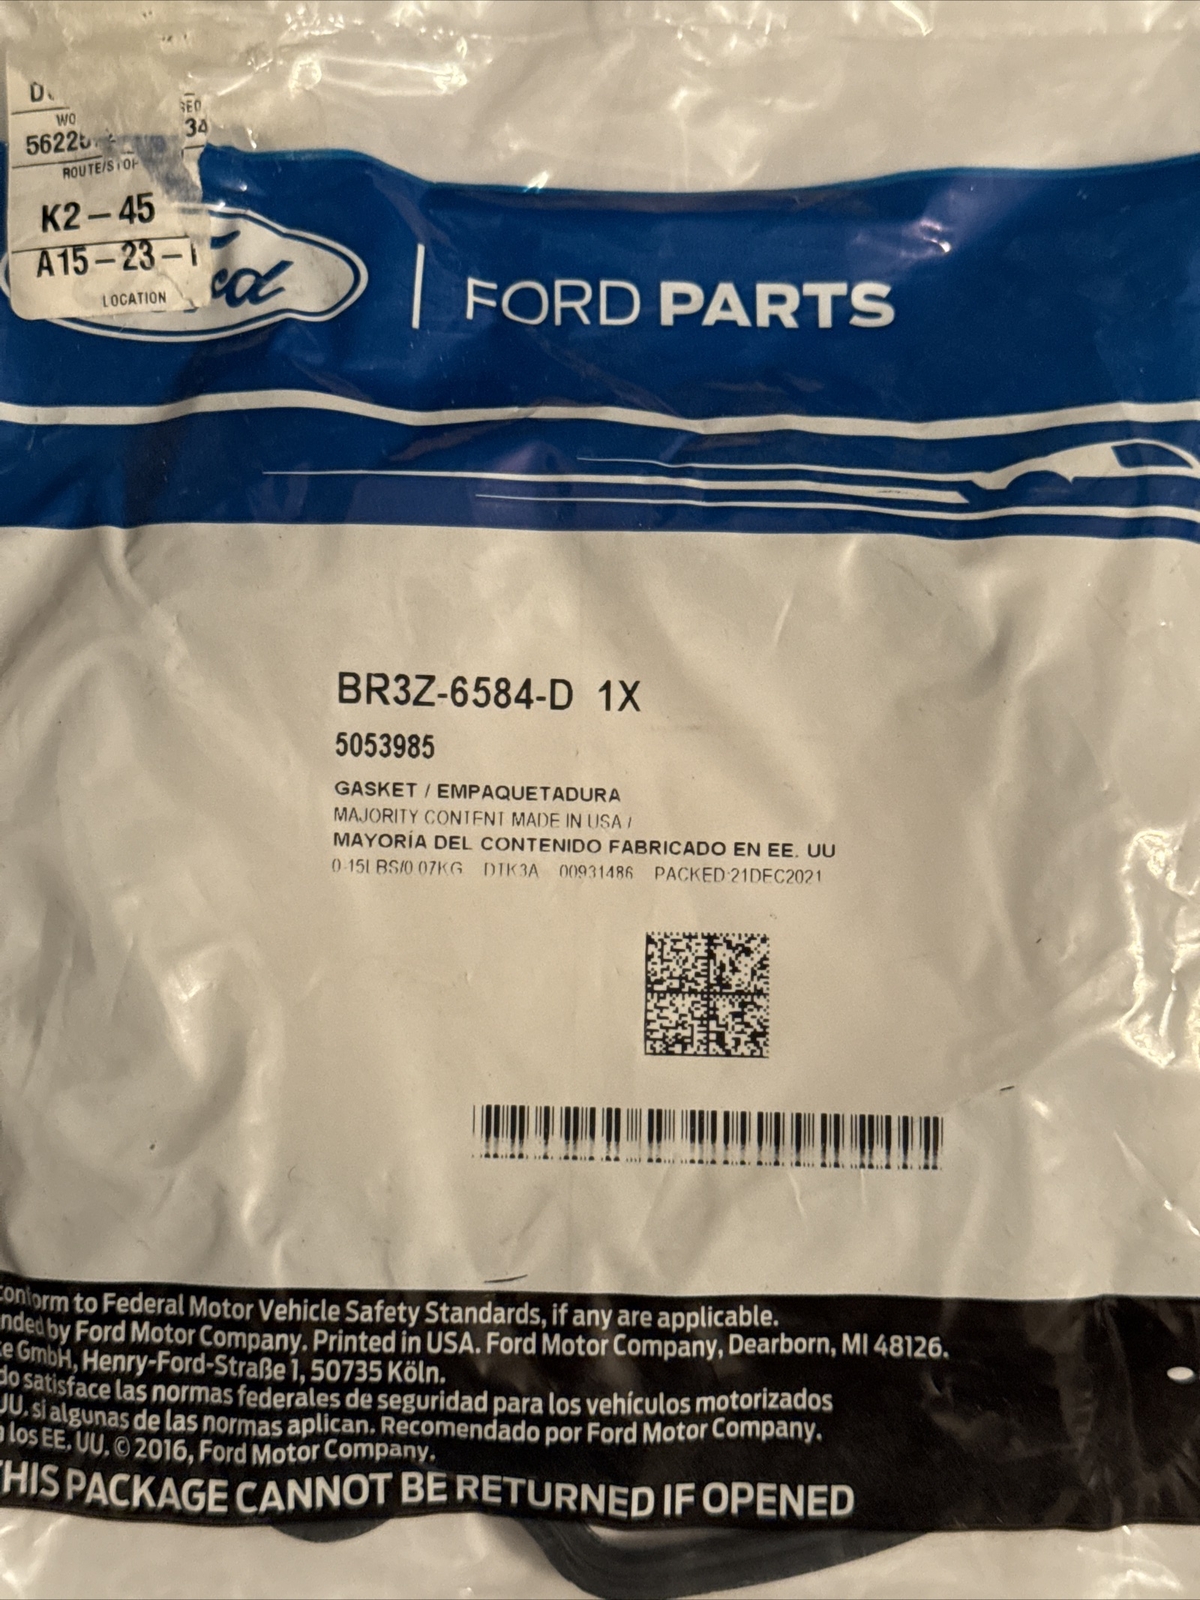 WO
SEQ
34
ROUTE/STOP
K2-45
A15-23-1
LOCATION
Ford
FORD PARTS
BR3Z-6584-D 1X
5053985
GASKET / EMPAQUETADURA
MAJORITY CONTENT MADE IN USA /
MAYORÍA DEL CONTENIDO FABRICADO EN EE. UU
0.15LBS/0.07KG DTK3A 00931486 PACKED:21DEC2021
conform to Federal Motor Vehicle Safety Standards, if any are applicable.
by Ford Motor Company. Printed in USA. Ford Motor Company, Dearborn, MI 48126.
GmbH, Henry-Ford-Straße 1, 50735 Köln.
satisface las normas federales de seguridad para los vehículos motorizados
UU. si algunas de las normas aplican. Recomendado por Ford Motor Company.
los EE. UU. © 2016, Ford Motor Company.
THIS PACKAGE CANNOT BE RETURNED IF OPENED